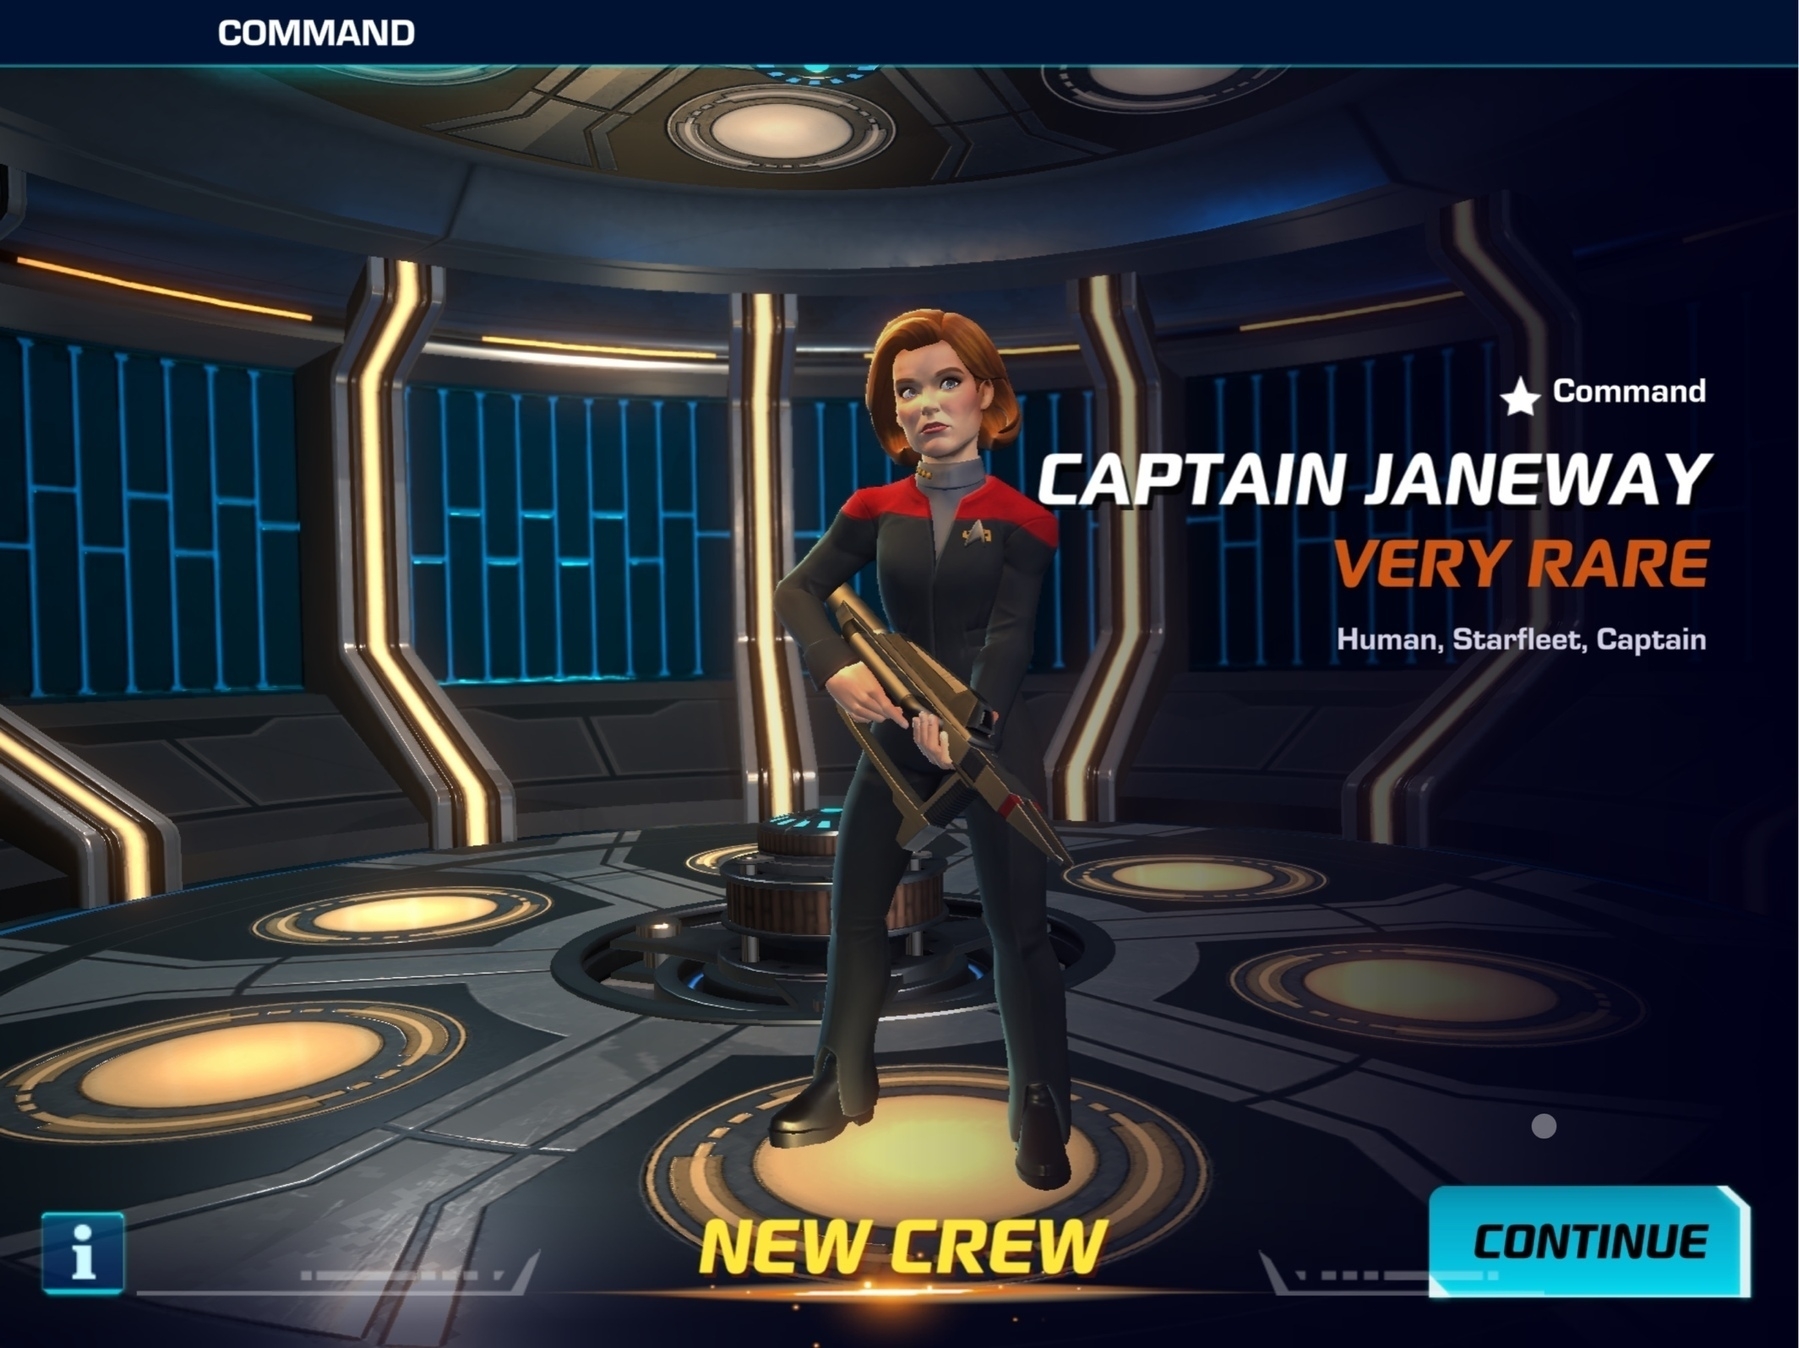 COMMAND
Command
CAPTAIN JANEWAY
VERY RARE
Human, Starfleet, Captain
NEW CREW
i
CONTINUE